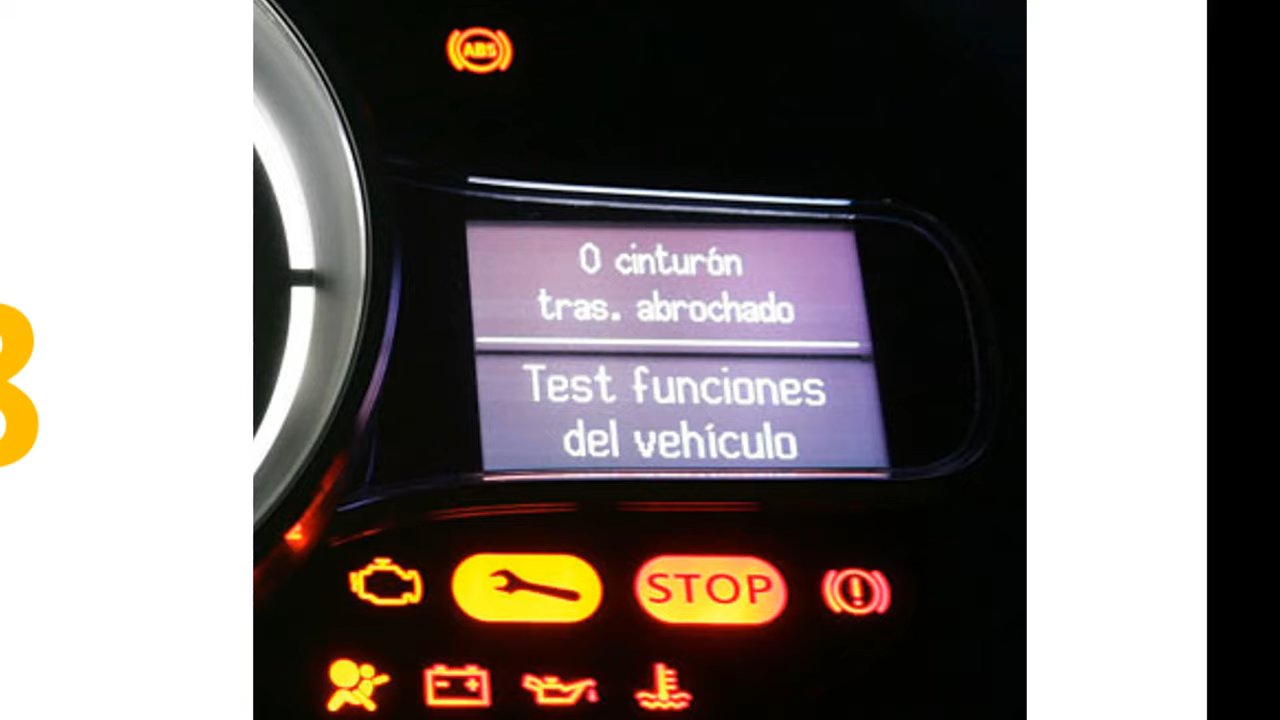 ABS
0 cinturón
tras. abrochado
Test funciones
del vehículo
STOP